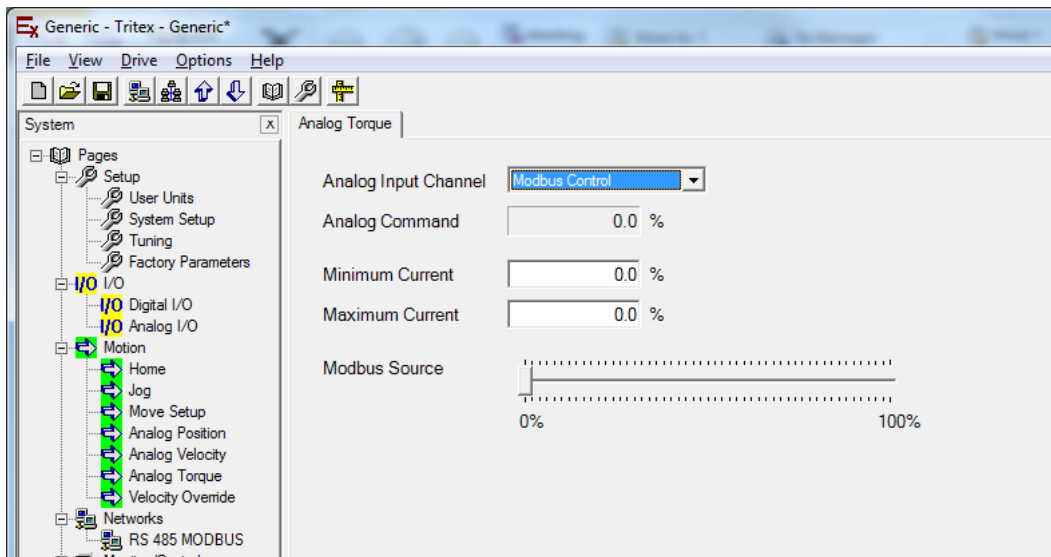 Generic - Tritex - Generic*
File View Drive Options Help
System x
Analog Torque
Pages
Setup
User Units
System Setup
Tuning
Factory Parameters
I/O I/O
I/O Digital I/O
I/O Analog I/O
Motion
Home
Jog
Move Setup
Analog Position
Analog Velocity
Analog Torque
Velocity Override
Networks
RS 485 MODBUS
Analog Input Channel Modbus Control
Analog Command 0.0 %
Minimum Current 0.0 %
Maximum Current 0.0 %
Modbus Source
0% 100%